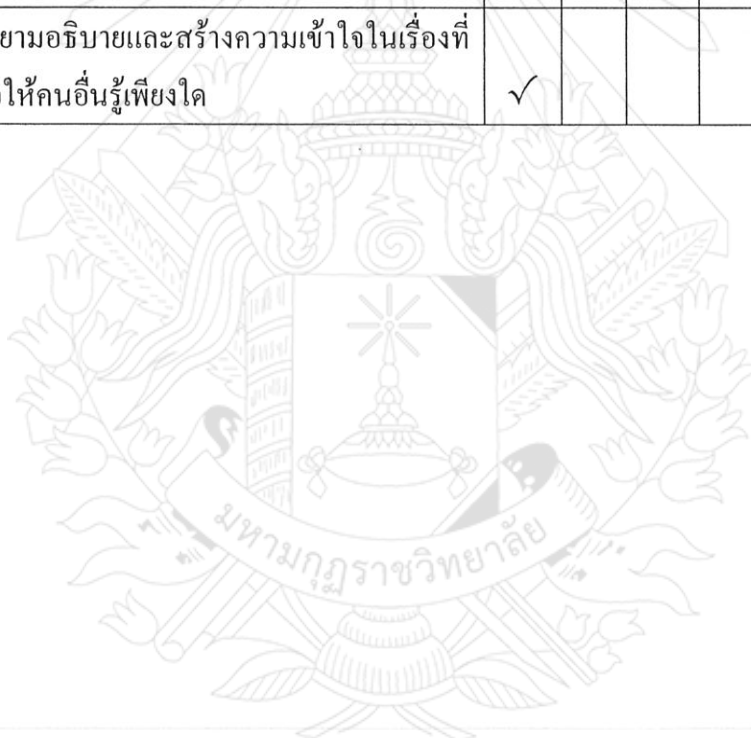 ยามอธิบายและสร้างความเข้าใจในเรื่องที่
ให้คนอื่นรู้เพียงใด ✓
มหามกุฏราชวิทยาลัย